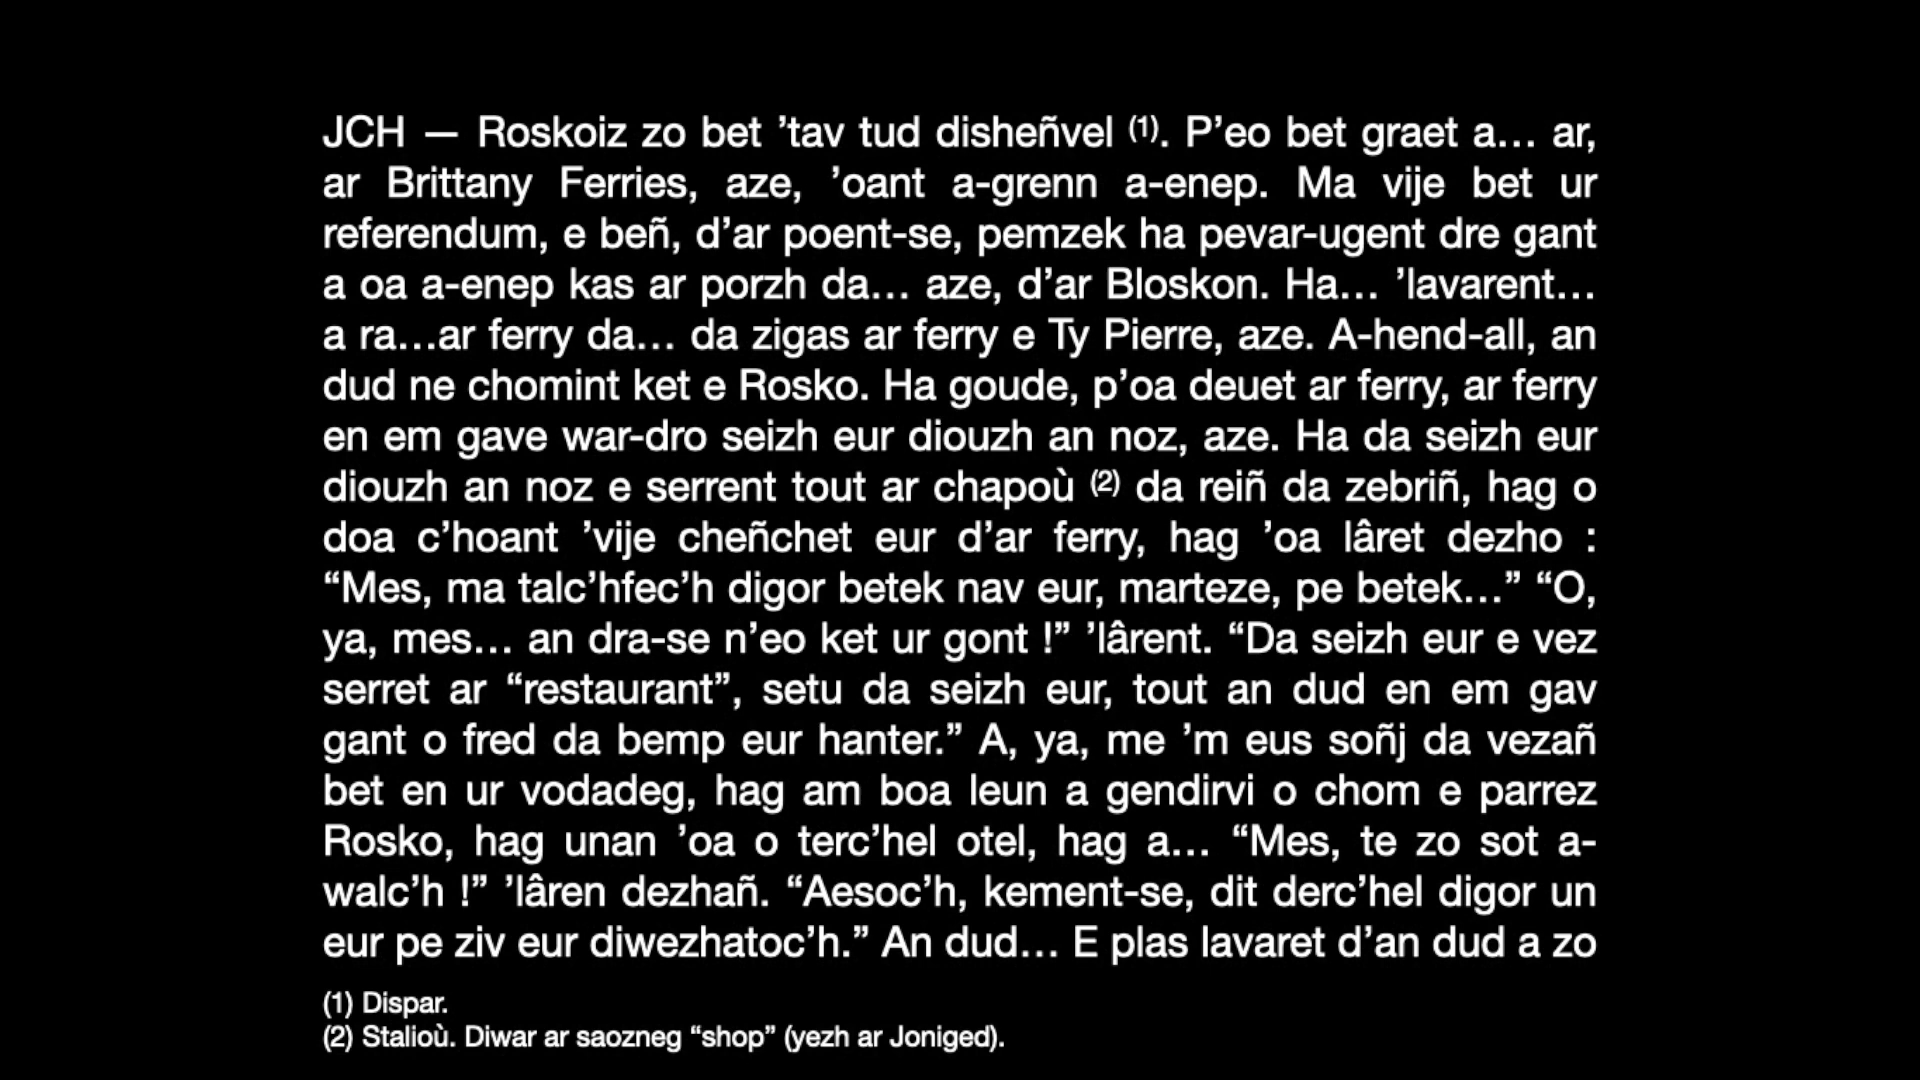 JCH — Roskoiz zo bet ’tav tud disheñvel (1). P’eo bet graet a… ar,
ar Brittany Ferries, aze, ’oant a-grenn a-enep. Ma vije bet ur
referendum, e beñ, d’ar poent-se, pemzek ha pevar-ugent dre gant
a oa a-enep kas ar porzh da… aze, d’ar Bloskon. Ha… ’lavarent…
a ra…ar ferry da… da zigas ar ferry e Ty Pierre, aze. A-hend-all, an
dud ne chomint ket e Rosko. Ha goude, p’oa deuet ar ferry, ar ferry
en em gave war-dro seizh eur diouzh an noz, aze. Ha da seizh eur
diouzh an noz e serrent tout ar chapoù (2) da reiñ da zebriñ, hag o
doa c’hoant ’vije cheñchet eur d’ar ferry, hag ’oa lâret dezho :
“Mes, ma talc’hfec’h digor betek nav eur, marteze, pe betek…” “O,
ya, mes… an dra-se n’eo ket ur gont !” ’lârent. “Da seizh eur e vez
serret ar “restaurant”, setu da seizh eur, tout an dud en em gav
gant o fred da bemp eur hanter.” A, ya, me ’m eus soñj da vezañ
bet en ur vodadeg, hag am boa leun a gendirvi o chom e parrez
Rosko, hag unan ’oa o terc’hel otel, hag a… “Mes, te zo sot a-
walc’h !” ’lâren dezhañ. “Aesoc’h, kement-se, dit derc’hel digor un
eur pe ziv eur diwezhatoc’h.” An dud… E plas lavaret d’an dud a zo
(1) Dispar.
(2) Stalioù. Diwar ar saozneg “shop” (yezh ar Joniged).